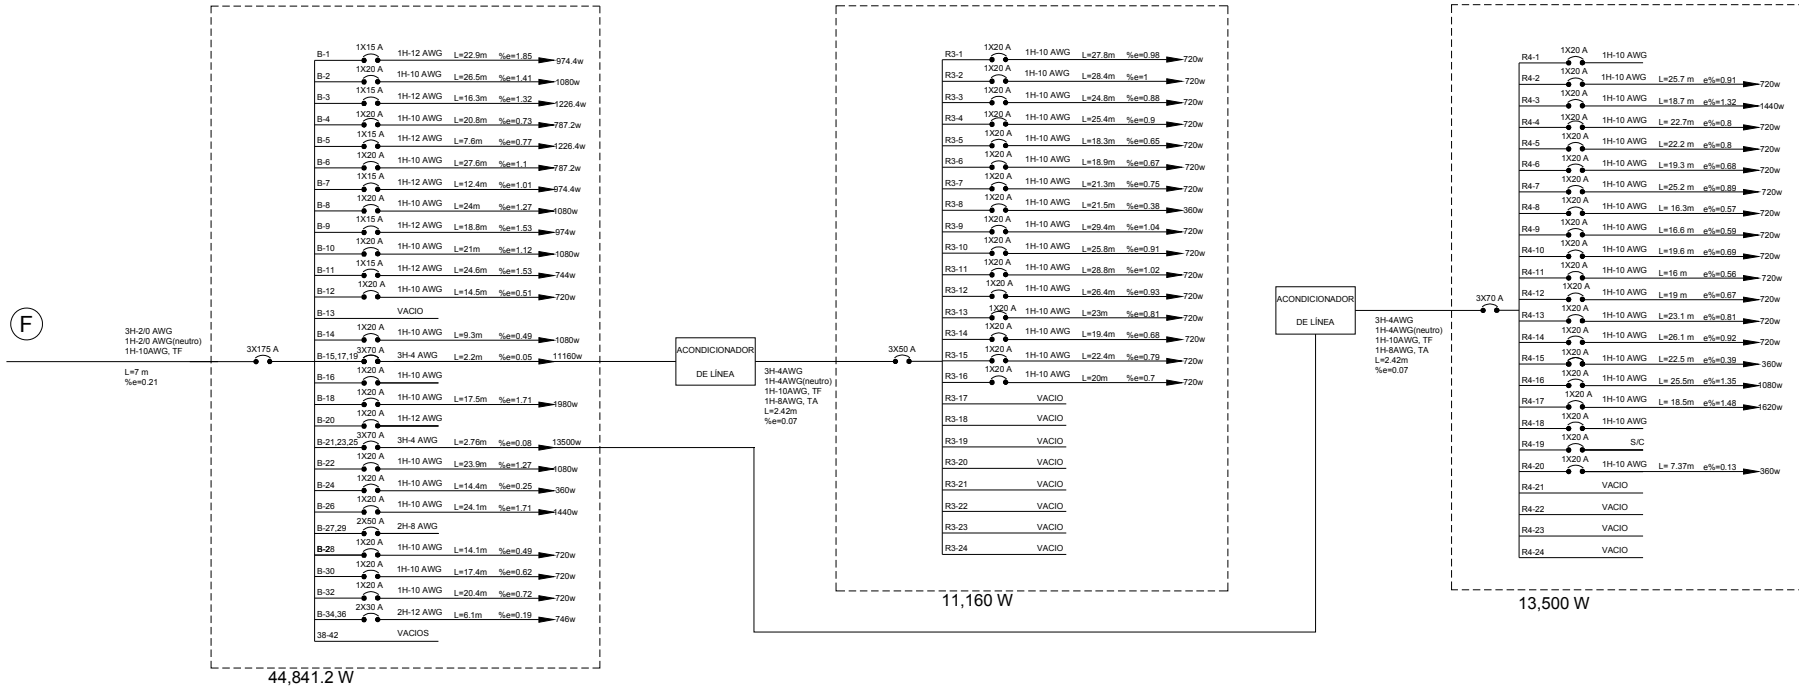 F
3H-2/0 AWG
1H-2/0 AWG(neutro)
1H-10AWG, TF
L=7 m
%e=0.21
3X175 A
B-1 1X15 A 1H-12 AWG L=22.9m %e=1.85 974.4w
B-2 1X20 A 1H-10 AWG L=26.5m %e=1.41 1080w
B-3 1X15 A 1H-12 AWG L=16.3m %e=1.32 1226.4w
B-4 1X20 A 1H-10 AWG L=20.8m %e=0.73 787.2w
B-5 1X15 A 1H-12 AWG L=7.6m %e=0.77 1226.4w
B-6 1X20 A 1H-10 AWG L=27.6m %e=1.1 787.2w
B-7 1X15 A 1H-12 AWG L=12.4m %e=1.01 974.4w
B-8 1X20 A 1H-10 AWG L=24m %e=1.27 1080w
B-9 1X15 A 1H-12 AWG L=18.8m %e=1.53 974w
B-10 1X20 A 1H-10 AWG L=21m %e=1.12 1080w
B-11 1X15 A 1H-12 AWG L=24.6m %e=1.53 744w
B-12 1X20 A 1H-10 AWG L=14.5m %e=0.51 720w
B-13 VACIO
B-14 1X20 A 1H-10 AWG L=9.3m %e=0.49 1080w
B-15,17,19 3X70 A 3H-4 AWG L=2.2m %e=0.05 11160w
B-16 1X20 A 1H-10 AWG
B-18 1X20 A 1H-10 AWG L=17.5m %e=1.71 1980w
B-20 1X20 A 1H-12 AWG
B-21,23,25 3X70 A 3H-4 AWG L=2.76m %e=0.08 13500w
B-22 1X20 A 1H-10 AWG L=23.9m %e=1.27 1080w
B-24 1X20 A 1H-10 AWG L=14.4m %e=0.25 360w
B-26 1X20 A 1H-10 AWG L=24.1m %e=1.71 1440w
B-27,29 2X50 A 2H-8 AWG
B-28 1X20 A 1H-10 AWG L=14.1m %e=0.49 720w
B-30 1X20 A 1H-10 AWG L=17.4m %e=0.62 720w
B-32 1X20 A 1H-10 AWG L=20.4m %e=0.72 720w
B-34,36 2X30 A 2H-12 AWG L=6.1m %e=0.19 746w
38-42 VACIOS
44,841.2 W
ACONDICIONADOR
DE LÍNEA
3H-4AWG
1H-4AWG(neutro)
1H-10AWG, TF
1H-8AWG, TA
L=2.42m
%e=0.07
3X50 A
R3-1 1X20 A 1H-10 AWG L=27.8m %e=0.98 720w
R3-2 1X20 A 1H-10 AWG L=28.4m %e=1 720w
R3-3 1X20 A 1H-10 AWG L=24.8m %e=0.88 720w
R3-4 1X20 A 1H-10 AWG L=25.4m %e=0.9 720w
R3-5 1X20 A 1H-10 AWG L=18.3m %e=0.65 720w
R3-6 1X20 A 1H-10 AWG L=18.9m %e=0.67 720w
R3-7 1X20 A 1H-10 AWG L=21.3m %e=0.75 720w
R3-8 1X20 A 1H-10 AWG L=21.5m %e=0.38 360w
R3-9 1X20 A 1H-10 AWG L=29.4m %e=1.04 720w
R3-10 1X20 A 1H-10 AWG L=25.8m %e=0.91 720w
R3-11 1X20 A 1H-10 AWG L=28.8m %e=1.02 720w
R3-12 1X20 A 1H-10 AWG L=26.4m %e=0.93 720w
R3-13 1X20 A 1H-10 AWG L=23m %e=0.81 720w
R3-14 1X20 A 1H-10 AWG L=19.4m %e=0.68 720w
R3-15 1X20 A 1H-10 AWG L=22.4m %e=0.79 720w
R3-16 1X20 A 1H-10 AWG L=20m %e=0.7 720w
R3-17 VACIO
R3-18 VACIO
R3-19 VACIO
R3-20 VACIO
R3-21 VACIO
R3-22 VACIO
R3-23 VACIO
R3-24 VACIO
11,160 W
ACONDICIONADOR
DE LÍNEA
3H-4AWG
1H-4AWG(neutro)
1H-10AWG, TF
1H-8AWG, TA
L=2.42m
%e=0.07
3X70 A
R4-1 1X20 A 1H-10 AWG
R4-2 1X20 A 1H-10 AWG L=25.7 m e%=0.91 720w
R4-3 1X20 A 1H-10 AWG L=18.7 m e%=1.32 1440w
R4-4 1X20 A 1H-10 AWG L= 22.7m e%=0.8 720w
R4-5 1X20 A 1H-10 AWG L=22.2 m e%=0.8 720w
R4-6 1X20 A 1H-10 AWG L=19.3 m e%=0.68 720w
R4-7 1X20 A 1H-10 AWG L=25.2 m e%=0.89 720w
R4-8 1X20 A 1H-10 AWG L= 16.3m e%=0.57 720w
R4-9 1X20 A 1H-10 AWG L=16.6 m e%=0.59 720w
R4-10 1X20 A 1H-10 AWG L=19.6 m e%=0.69 720w
R4-11 1X20 A 1H-10 AWG L=16 m e%=0.56 720w
R4-12 1X20 A 1H-10 AWG L=19 m e%=0.67 720w
R4-13 1X20 A 1H-10 AWG L=23.1 m e%=0.81 720w
R4-14 1X20 A 1H-10 AWG L=26.1 m e%=0.92 720w
R4-15 1X20 A 1H-10 AWG L=22.5 m e%=0.39 360w
R4-16 1X20 A 1H-10 AWG L= 25.5m e%=1.35 1080w
R4-17 1X20 A 1H-10 AWG L= 18.5m e%=1.48 1620w
R4-18 1X20 A 1H-10 AWG
R4-19 1X20 A S/C
R4-20 1X20 A 1H-10 AWG L= 7.37m e%=0.13 360w
R4-21 VACIO
R4-22 VACIO
R4-23 VACIO
R4-24 VACIO
13,500 W